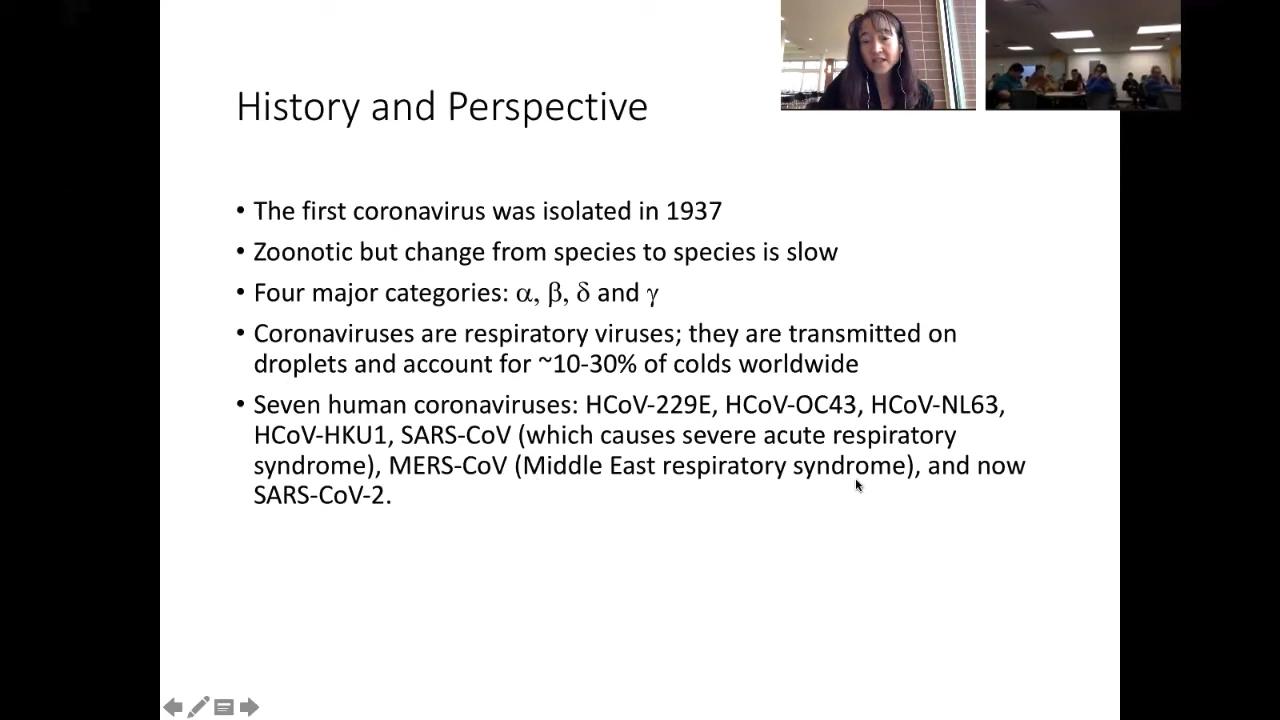 History and Perspective
• The first coronavirus was isolated in 1937
• Zoonotic but change from species to species is slow
• Four major categories: α, β, δ and γ
• Coronaviruses are respiratory viruses; they are transmitted on
droplets and account for ~10-30% of colds worldwide
• Seven human coronaviruses: HCoV-229E, HCoV-OC43, HCoV-NL63,
HCoV-HKU1, SARS-CoV (which causes severe acute respiratory
syndrome), MERS-CoV (Middle East respiratory syndrome), and now
SARS-CoV-2.